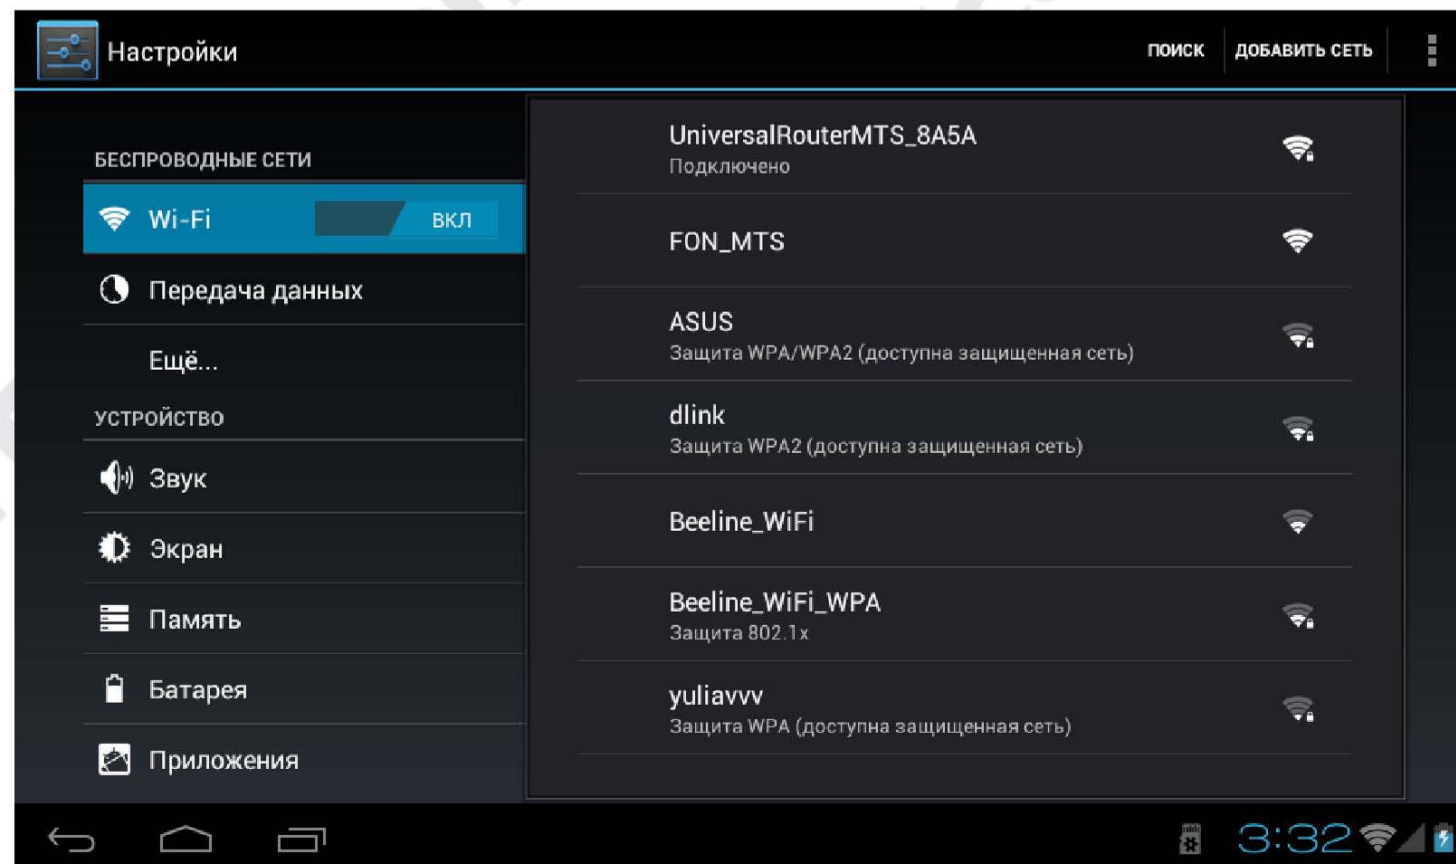 Настройки
ПОИСК
ДОБАВИТЬ СЕТЬ
БЕСПРОВОДНЫЕ СЕТИ
Wi-Fi
ВКЛ
Передача данных
Ещё...
УСТРОЙСТВО
Звук
Экран
Память
Батарея
Приложения
UniversalRouterMTS_8A5A
Подключено
FON_MTS
ASUS
Защита WPA/WPA2 (доступна защищенная сеть)
dlink
Защита WPA2 (доступна защищенная сеть)
Beeline_WiFi
Beeline_WiFi_WPA
Защита 802.1x
yuliavvv
Защита WPA (доступна защищенная сеть)
3:32